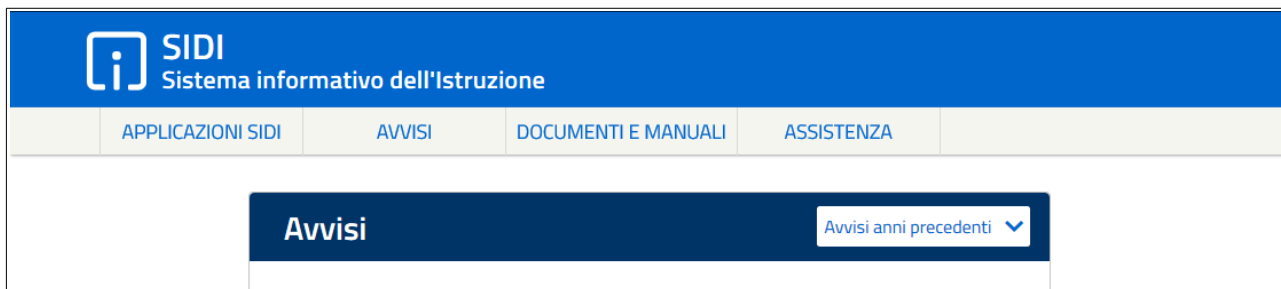 SIDI
Sistema informativo dell'Istruzione
APPLICAZIONI SIDI AVVISI DOCUMENTI E MANUALI ASSISTENZA
Avvisi Avvisi anni precedenti